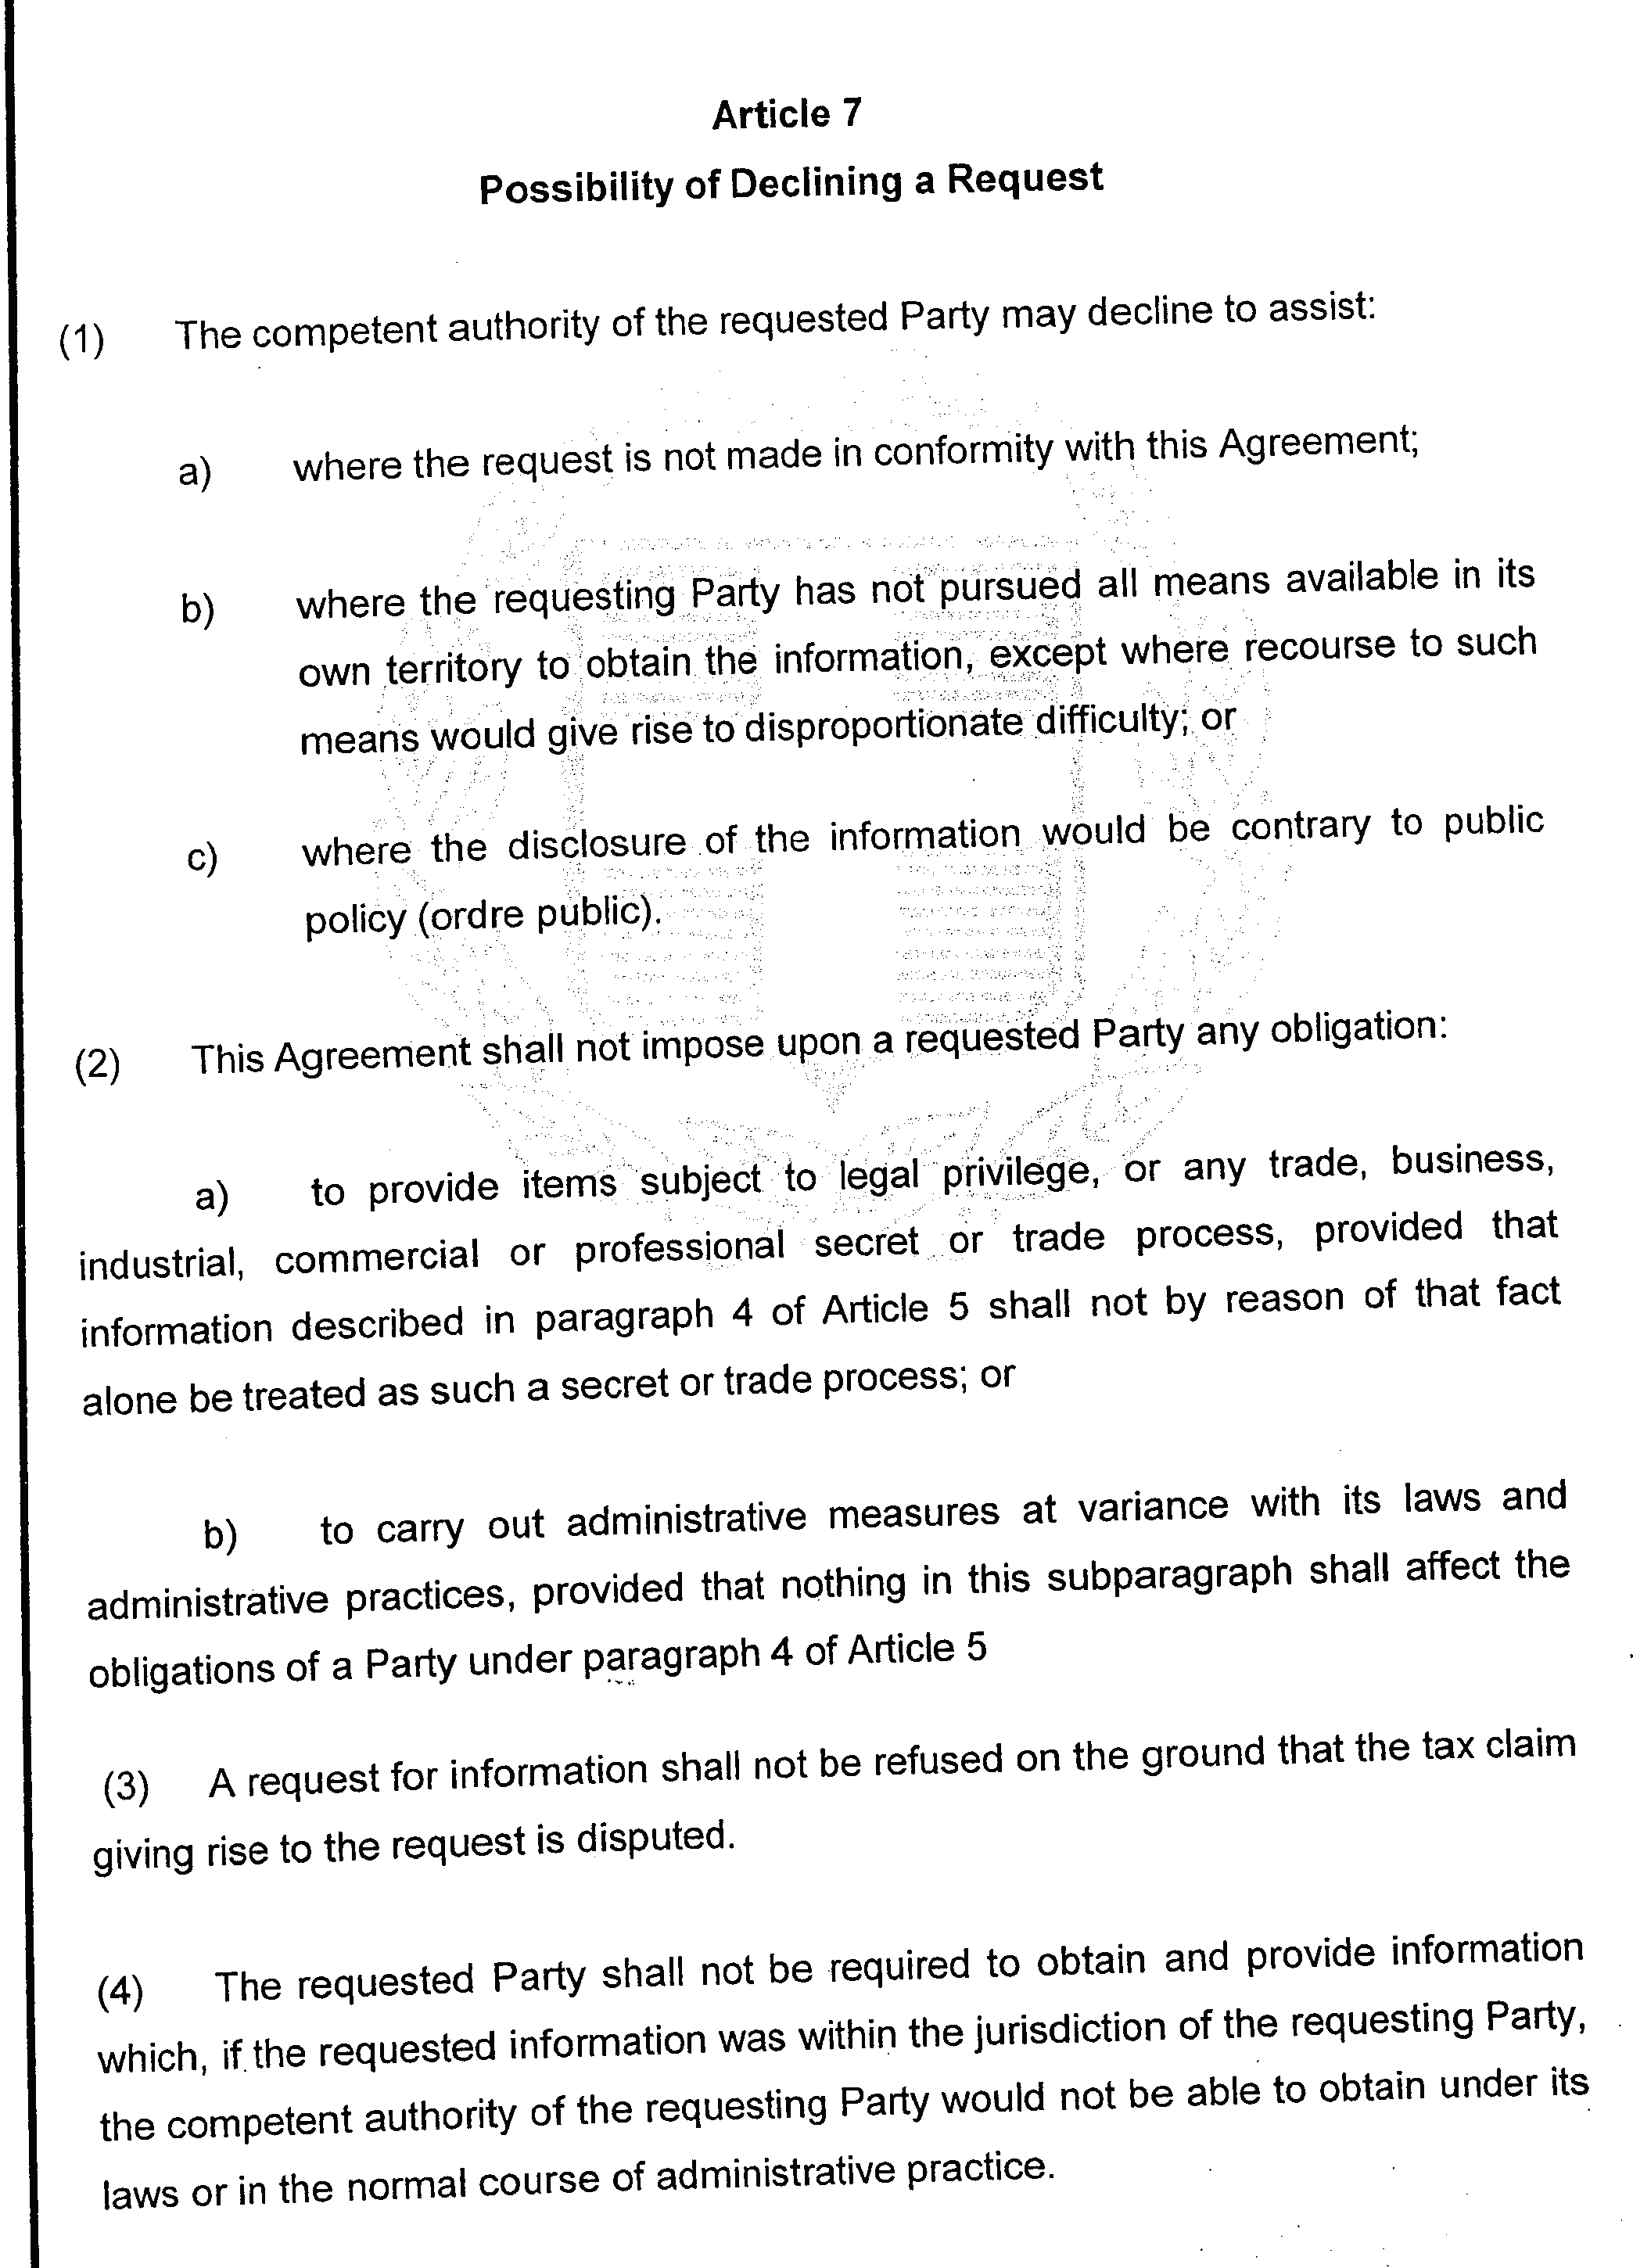 Article 7
Possibility of Declining a Request
(1) The competent authority of the requested Party may decline to assist:
a) where the request is not made in conformity with this Agreement;
b) where the requesting Party has not pursued all means available in its
own territory to obtain the information, except where recourse to such
means would give rise to disproportionate difficulty; or
c) where the disclosure of the information would be contrary to public
policy (ordre public).
(2) This Agreement shall not impose upon a requested Party any obligation:
a) to provide items subject to legal privilege, or any trade, business,
industrial, commercial or professional secret or trade process, provided that
information described in paragraph 4 of Article 5 shall not by reason of that fact
alone be treated as such a secret or trade process; or
b) to carry out administrative measures at variance with its laws and
administrative practices, provided that nothing in this subparagraph shall affect the
obligations of a Party under paragraph 4 of Article 5
(3) A request for information shall not be refused on the ground that the tax claim
giving rise to the request is disputed.
(4) The requested Party shall not be required to obtain and provide information
which, if the requested information was within the jurisdiction of the requesting Party,
the competent authority of the requesting Party would not be able to obtain under its
laws or in the normal course of administrative practice.